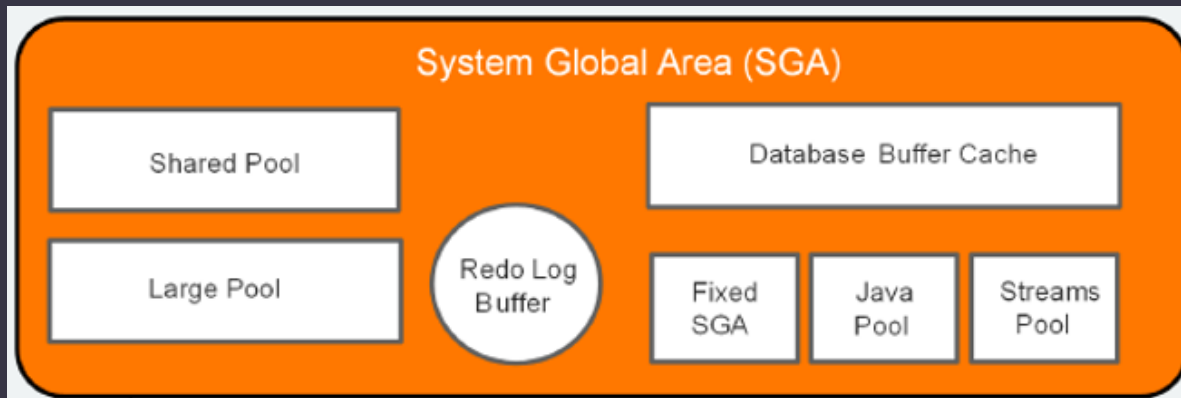 System Global Area (SGA)
Shared Pool
Database Buffer Cache
Large Pool
Redo Log
Buffer
Fixed
SGA
Java
Pool
Streams
Pool